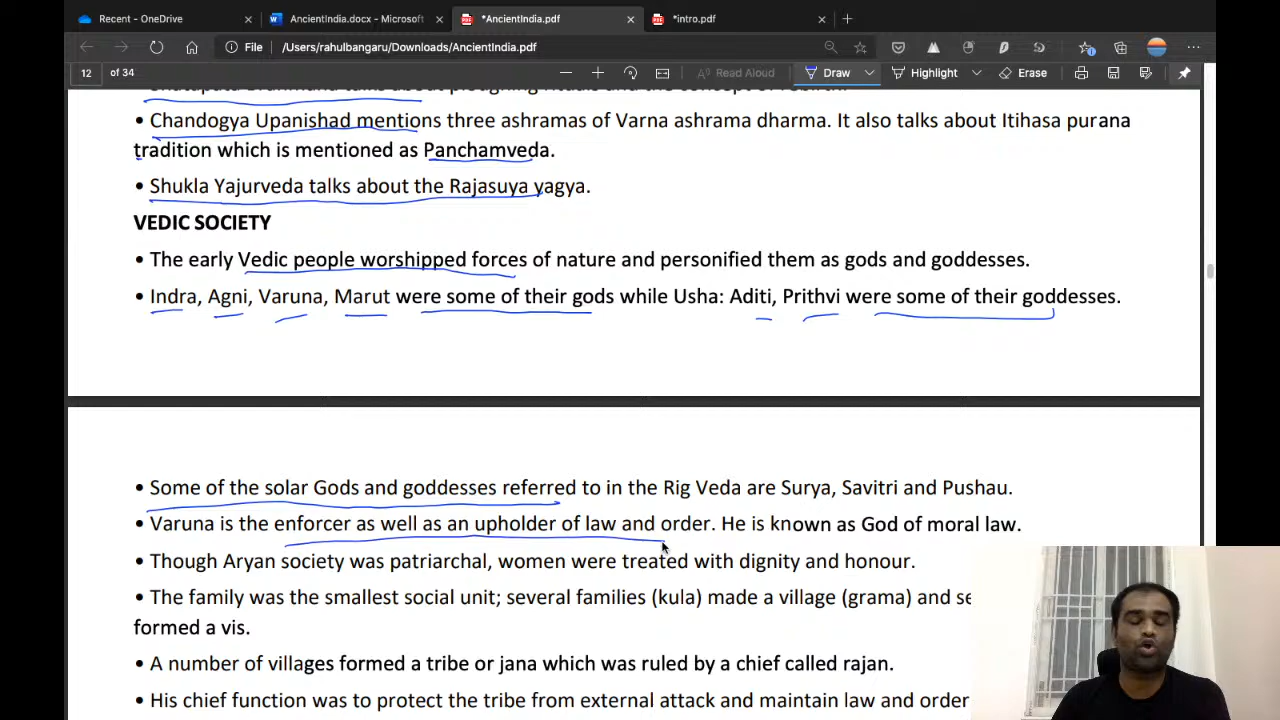 Recent - OneDrive
AncientIndia.docx - Microsoft
*AncientIndia.pdf
*intro.pdf
File
/Users/rahulbangaru/Downloads/AncientIndia.pdf
12 of 34
Read Aloud
Draw
Highlight
Erase
• Chandogya Upanishad mentions three ashramas of Varna ashrama dharma. It also talks about Itihasa purana
tradition which is mentioned as Panchamveda.
• Shukla Yajurveda talks about the Rajasuya yagya.
VEDIC SOCIETY
• The early Vedic people worshipped forces of nature and personified them as gods and goddesses.
• Indra, Agni, Varuna, Marut were some of their gods while Usha: Aditi, Prithvi were some of their goddesses.
• Some of the solar Gods and goddesses referred to in the Rig Veda are Surya, Savitri and Pushau.
• Varuna is the enforcer as well as an upholder of law and order. He is known as God of moral law.
• Though Aryan society was patriarchal, women were treated with dignity and honour.
• The family was the smallest social unit; several families (kula) made a village (grama) and se
formed a vis.
• A number of villages formed a tribe or jana which was ruled by a chief called rajan.
• His chief function was to protect the tribe from external attack and maintain law and order